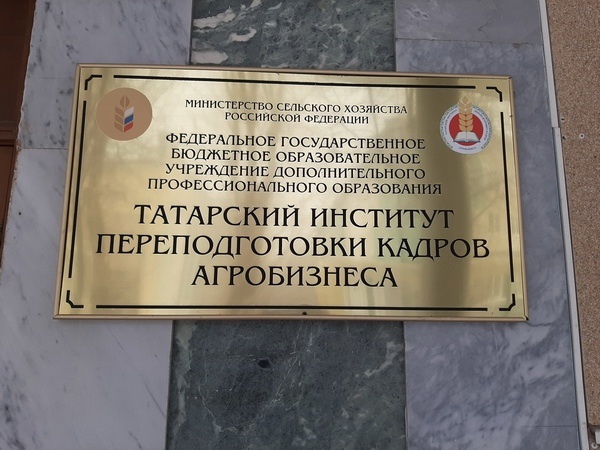 МИНИСТЕРСТВО СЕЛЬСКОГО ХОЗЯЙСТВА
РОССИЙСКОЙ ФЕДЕРАЦИИ
ФЕДЕРАЛЬНОЕ ГОСУДАРСТВЕННОЕ
БЮДЖЕТНОЕ ОБРАЗОВАТЕЛЬНОЕ
УЧРЕЖДЕНИЕ ДОПОЛНИТЕЛЬНОГО
ПРОФЕССИОНАЛЬНОГО ОБРАЗОВАНИЯ
ТАТАРСКИЙ ИНСТИТУТ
ПЕРЕПОДГОТОВКИ КАДРОВ
АГРОБИЗНЕСА